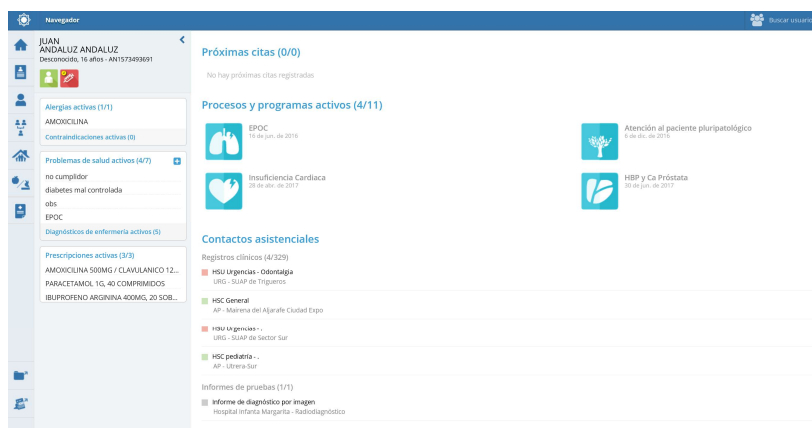 Navegador
Buscar usuario
JUAN
ANDALUZ ANDALUZ
Desconocido, 16 años - AN1573493691
Alergias activas (1/1)
AMOXICILINA
Contraindicaciones activas (0)
Problemas de salud activos (4/7)
no cumplidor
diabetes mal controlada
obs
EPOC
Diagnósticos de enfermería activos (5)
Prescripciones activas (3/3)
AMOXICILINA 500MG / CLAVULANICO 12...
PARACETAMOL 1G, 40 COMPRIMIDOS
IBUPROFENO ARGININA 400MG, 20 SOB...
Próximas citas (0/0)
No hay próximas citas registradas
Procesos y programas activos (4/11)
EPOC
16 de jun. de 2016
Atención al paciente pluripatológico
6 de dic. de 2016
Insuficiencia Cardiaca
28 de abr. de 2017
HBP y Ca Próstata
30 de jun. de 2017
Contactos asistenciales
Registros clínicos (4/329)
HSU Urgencias - Odontalgia
URG - SUAP de Trigueros
HSC General
AP - Mairena del Aljarafe Ciudad Expo
HSU Urgencias - .
URG - SUAP de Sector Sur
HSC pediatría - .
AP - Utrera-Sur
Informes de pruebas (1/1)
Informe de diagnóstico por imagen
Hospital Infanta Margarita - Radiodiagnóstico